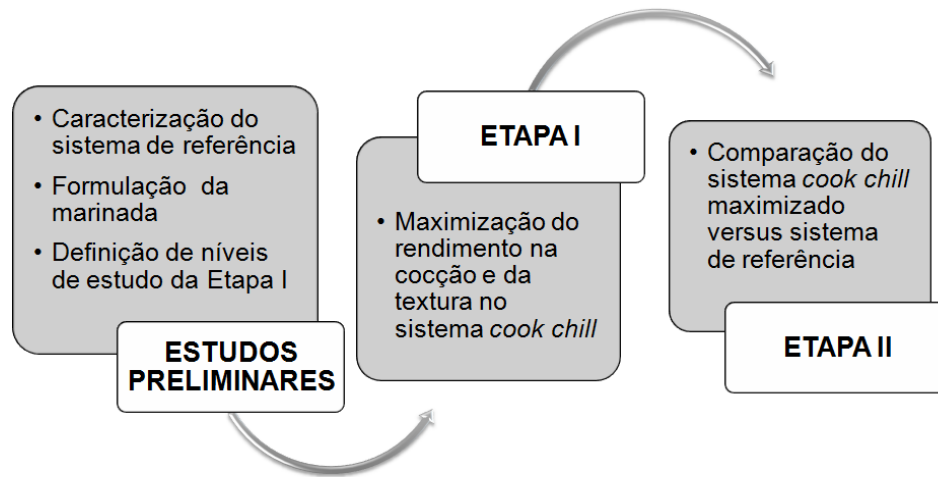 • Caracterização do
sistema de referência
• Formulação da
marinada
• Definição de níveis
de estudo da Etapa I
ESTUDOS
PRELIMINARES
ETAPA I
• Maximização do
rendimento na
cocção e da
textura no
sistema cook chill
• Comparação do
sistema cook chill
maximizado
versus sistema
de referência
ETAPA II